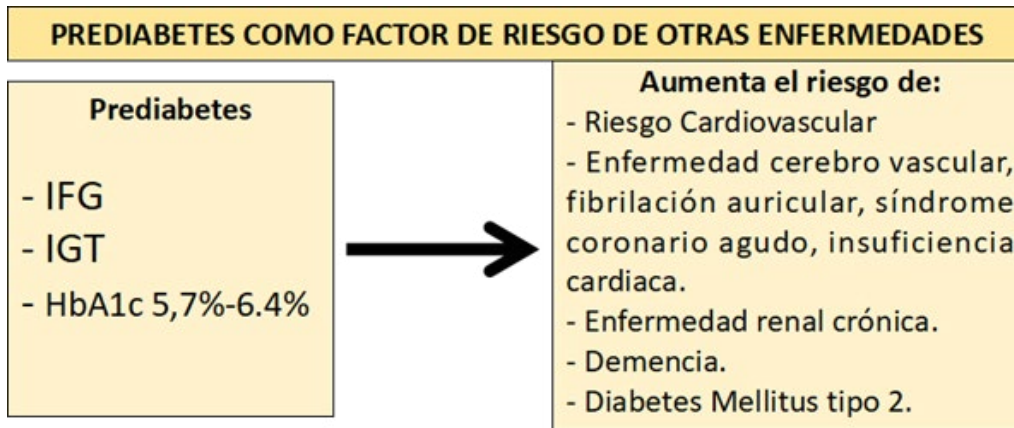 PREDIABETES COMO FACTOR DE RIESGO DE OTRAS ENFERMEDADES
Prediabetes
- IFG
- IGT
- HbA1c 5,7%-6.4%
Aumenta el riesgo de:
- Riesgo Cardiovascular
- Enfermedad cerebro vascular,
fibrilación auricular, síndrome
coronario agudo, insuficiencia
cardiaca.
- Enfermedad renal crónica.
- Demencia.
- Diabetes Mellitus tipo 2.